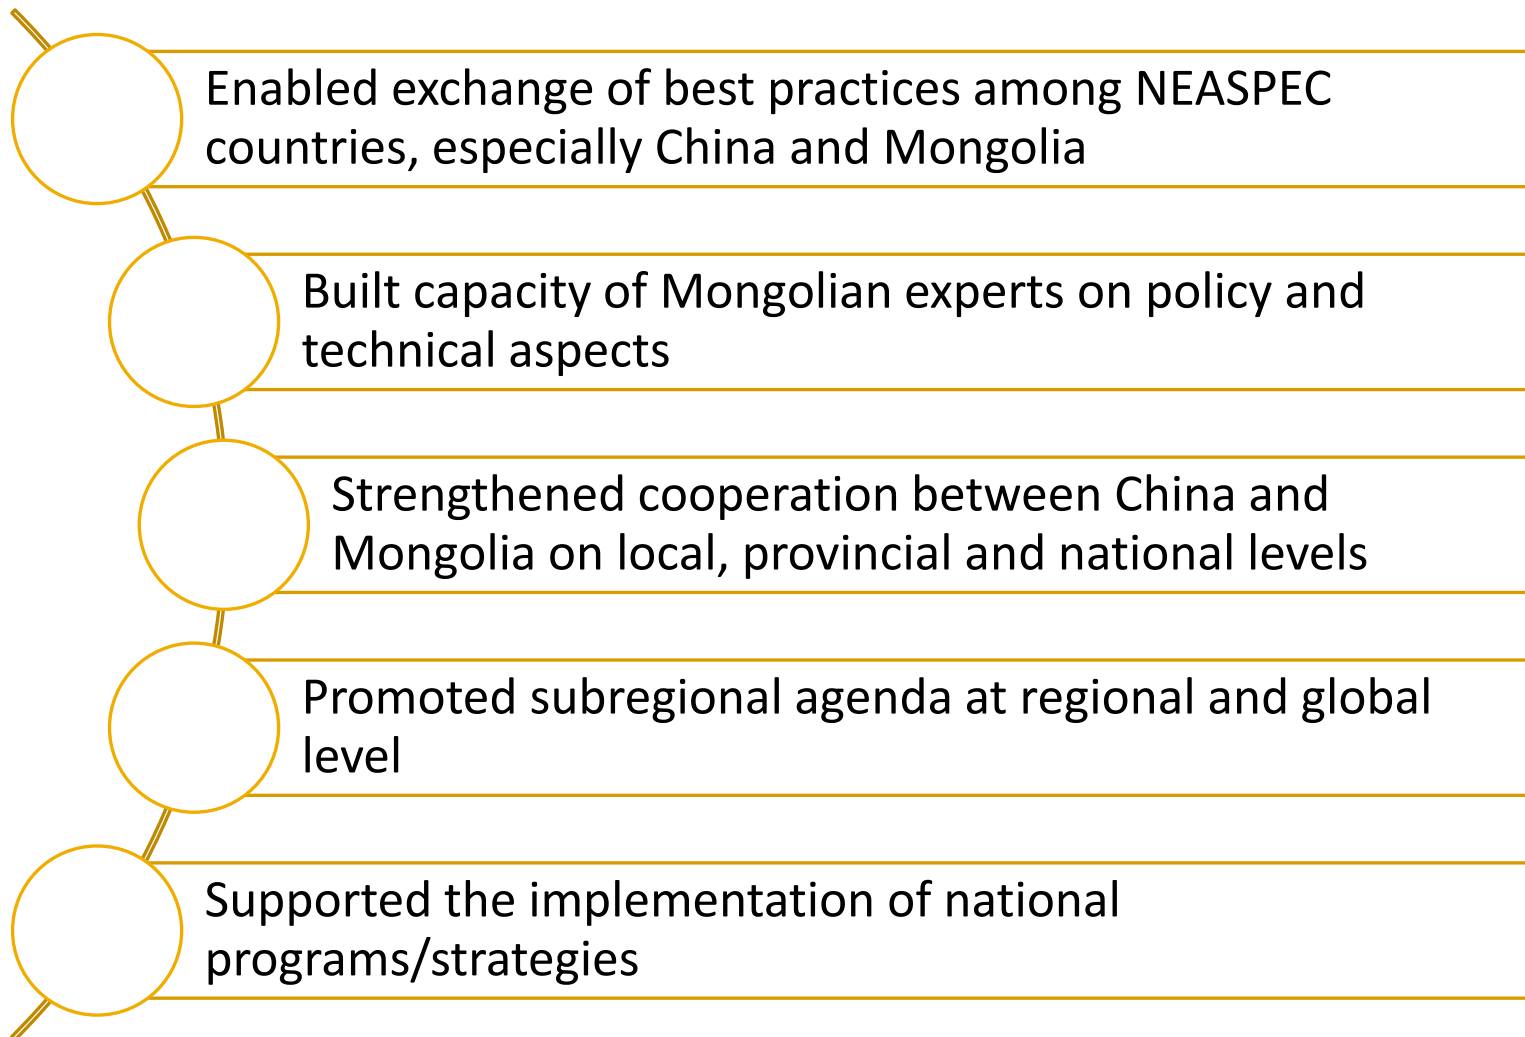 Enabled exchange of best practices among NEASPEC
countries, especially China and Mongolia
Built capacity of Mongolian experts on policy and
technical aspects
Strengthened cooperation between China and
Mongolia on local, provincial and national levels
Promoted subregional agenda at regional and global
level
Supported the implementation of national
programs/strategies